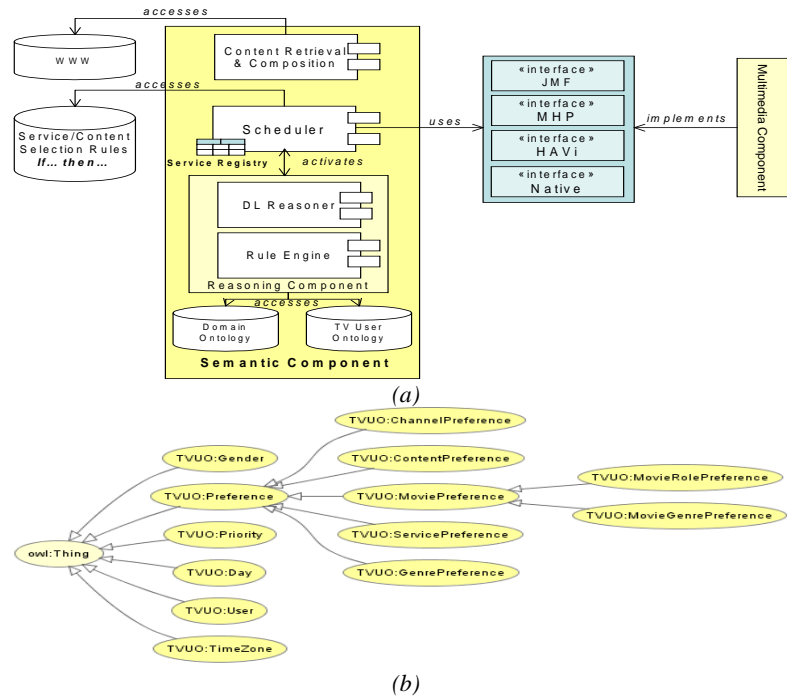 accesses
Content Retrieval
& Composition
WWW
accesses
Service/Content
Selection Rules
If... then...
Scheduler
Service Registry
activates
DL Reasoner
Rule Engine
Reasoning Component
accesses
Domain
Ontology
TV User
Ontology
Semantic Component
uses
«interface»
JMF
«interface»
MHP
«interface»
HAVi
«interface»
Native
implements
Multimedia Component
(a)
TVUO:ChannelPreference
TVUO:Gender
TVUO:ContentPreference
TVUO:MovieRolePreference
TVUO:Preference
TVUO:MoviePreference
TVUO:MovieGenrePreference
TVUO:Priority
TVUO:ServicePreference
owl:Thing
TVUO:Day
TVUO:GenrePreference
TVUO:User
TVUO:TimeZone
(b)